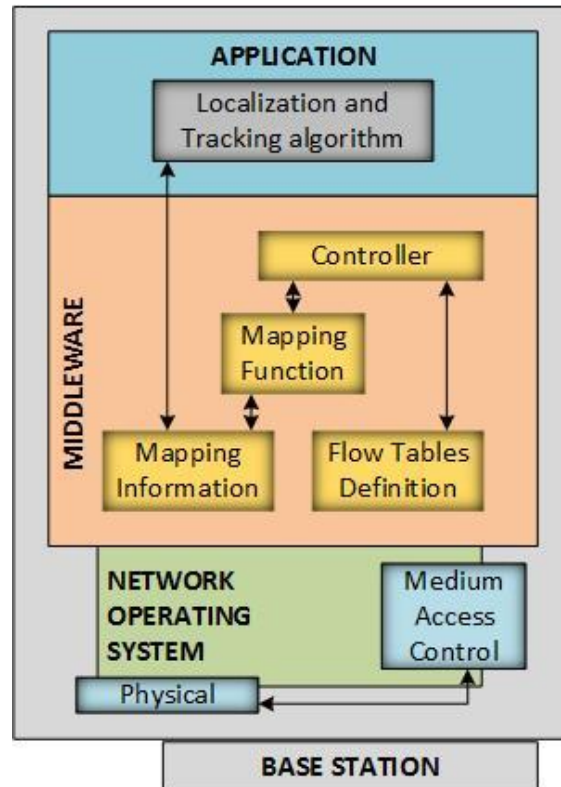 APPLICATION
Localization and
Tracking algorithm
MIDDLEWARE
Controller
Mapping
Function
Mapping
Information
Flow Tables
Definition
NETWORK
OPERATING
SYSTEM
Medium
Access
Control
Physical
BASE STATION